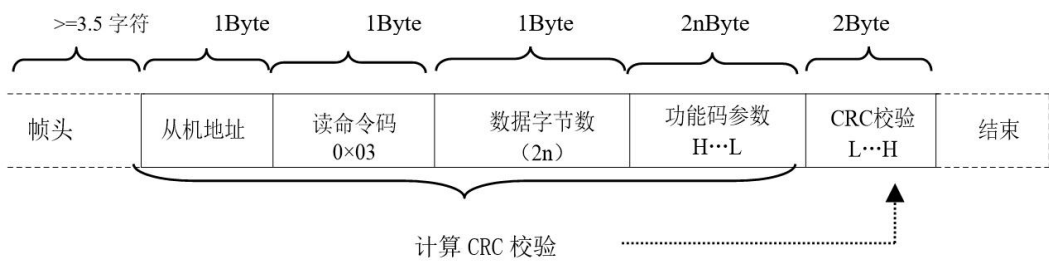 >=3.5 字符 1Byte 1Byte 1Byte 2nByte 2Byte
帧头 从机地址 读命令码 数据字节数 功能码参数 CRC校验 结束
0×03 （2n） H…L L…H
计算 CRC 校验